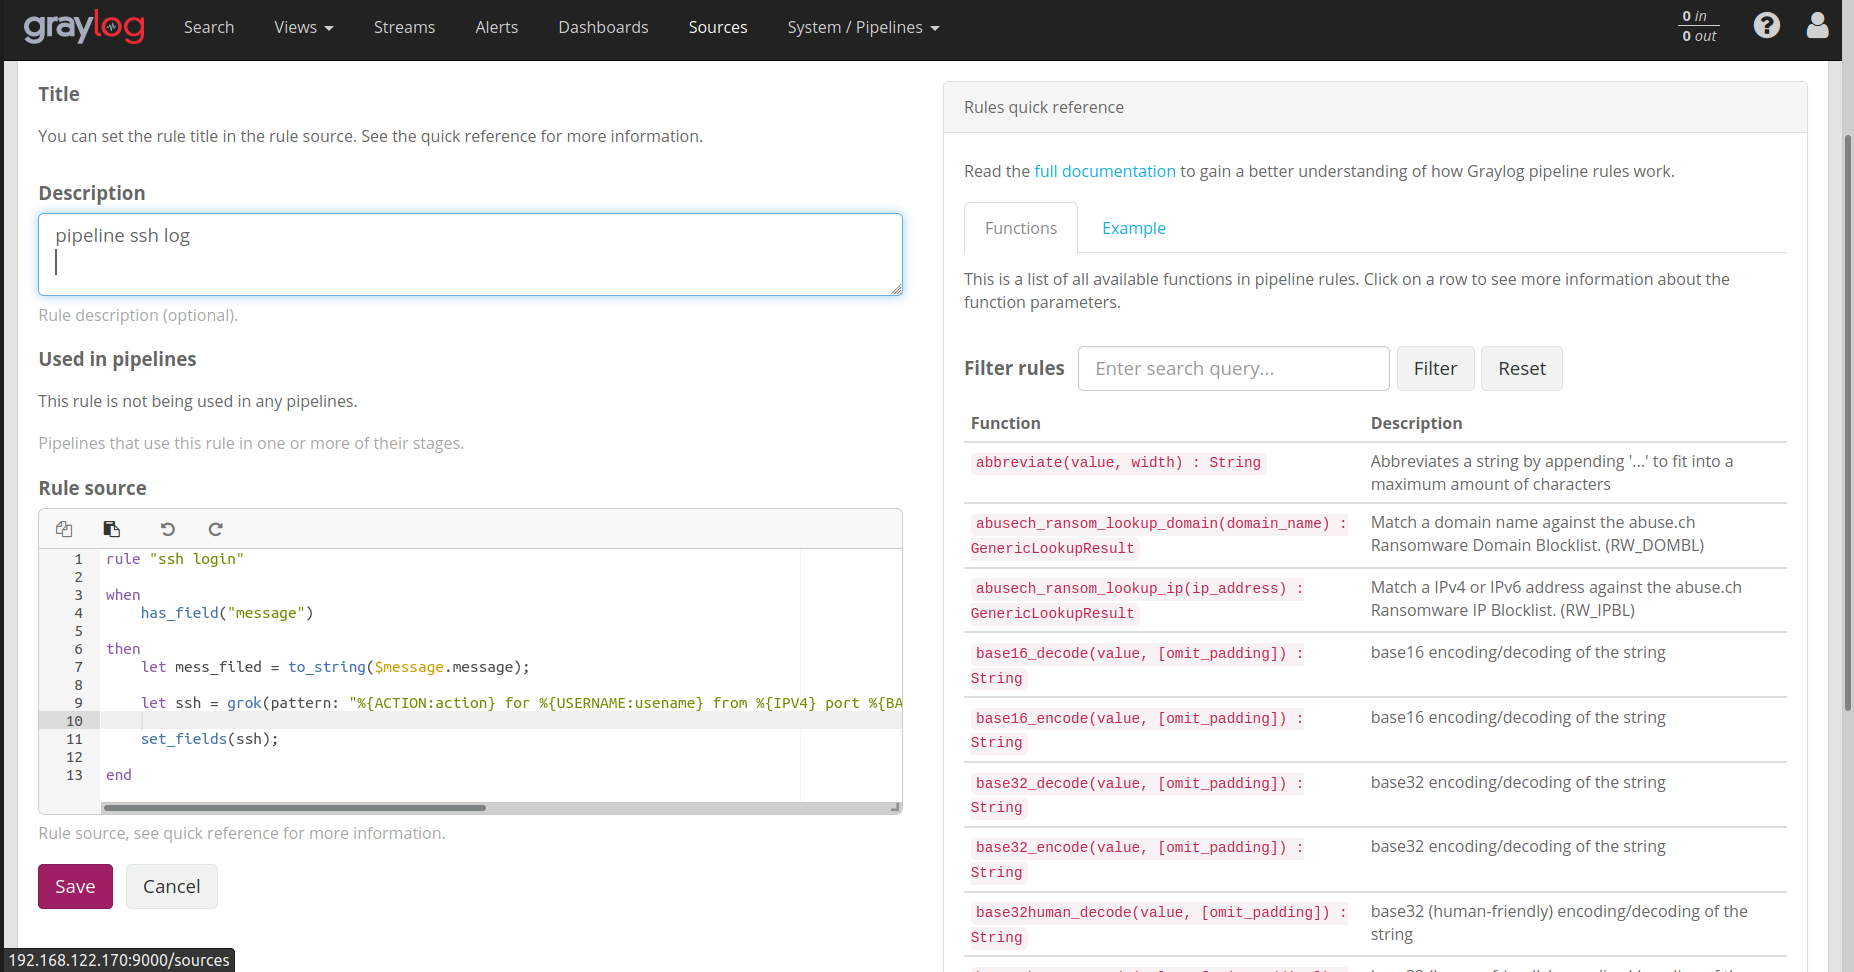 graylog Search Views Streams Alerts Dashboards Sources System / Pipelines 0 in
0 out
Title
You can set the rule title in the rule source. See the quick reference for more information.
Description
pipeline ssh log
Rule description (optional).
Used in pipelines
This rule is not being used in any pipelines.
Pipelines that use this rule in one or more of their stages.
Rule source
1 rule "ssh login"
2
3 when
4 has_field("message")
5
6 then
7 let mess_filed = to_string($message.message);
8
9 let ssh = grok(pattern: "%{ACTION:action} for %{USERNAME:usename} from %{IPV4} port %{BA
10
11 set_fields(ssh);
12
13 end
Rule source, see quick reference for more information.
Save Cancel
192.168.122.170:9000/sources
Rules quick reference
Read the full documentation to gain a better understanding of how Graylog pipeline rules work.
Functions Example
This is a list of all available functions in pipeline rules. Click on a row to see more information about the
function parameters.
Filter rules Enter search query... Filter Reset
Function Description
abbreviate(value, width) : String Abbreviates a string by appending '...' to fit into a
maximum amount of characters
abusech_ransom_lookup_domain(domain_name) : Match a domain name against the abuse.ch
GenericLookupResult Ransomware Domain Blocklist. (RW_DOMBL)
abusech_ransom_lookup_ip(ip_address) : Match a IPv4 or IPv6 address against the abuse.ch
GenericLookupResult Ransomware IP Blocklist. (RW_IPBL)
base16_decode(value, [omit_padding]) : base16 encoding/decoding of the string
String
base16_encode(value, [omit_padding]) : base16 encoding/decoding of the string
String
base32_decode(value, [omit_padding]) : base32 encoding/decoding of the string
String
base32_encode(value, [omit_padding]) : base32 encoding/decoding of the string
String
base32human_decode(value, [omit_padding]) : base32 (human-friendly) encoding/decoding of the
String string